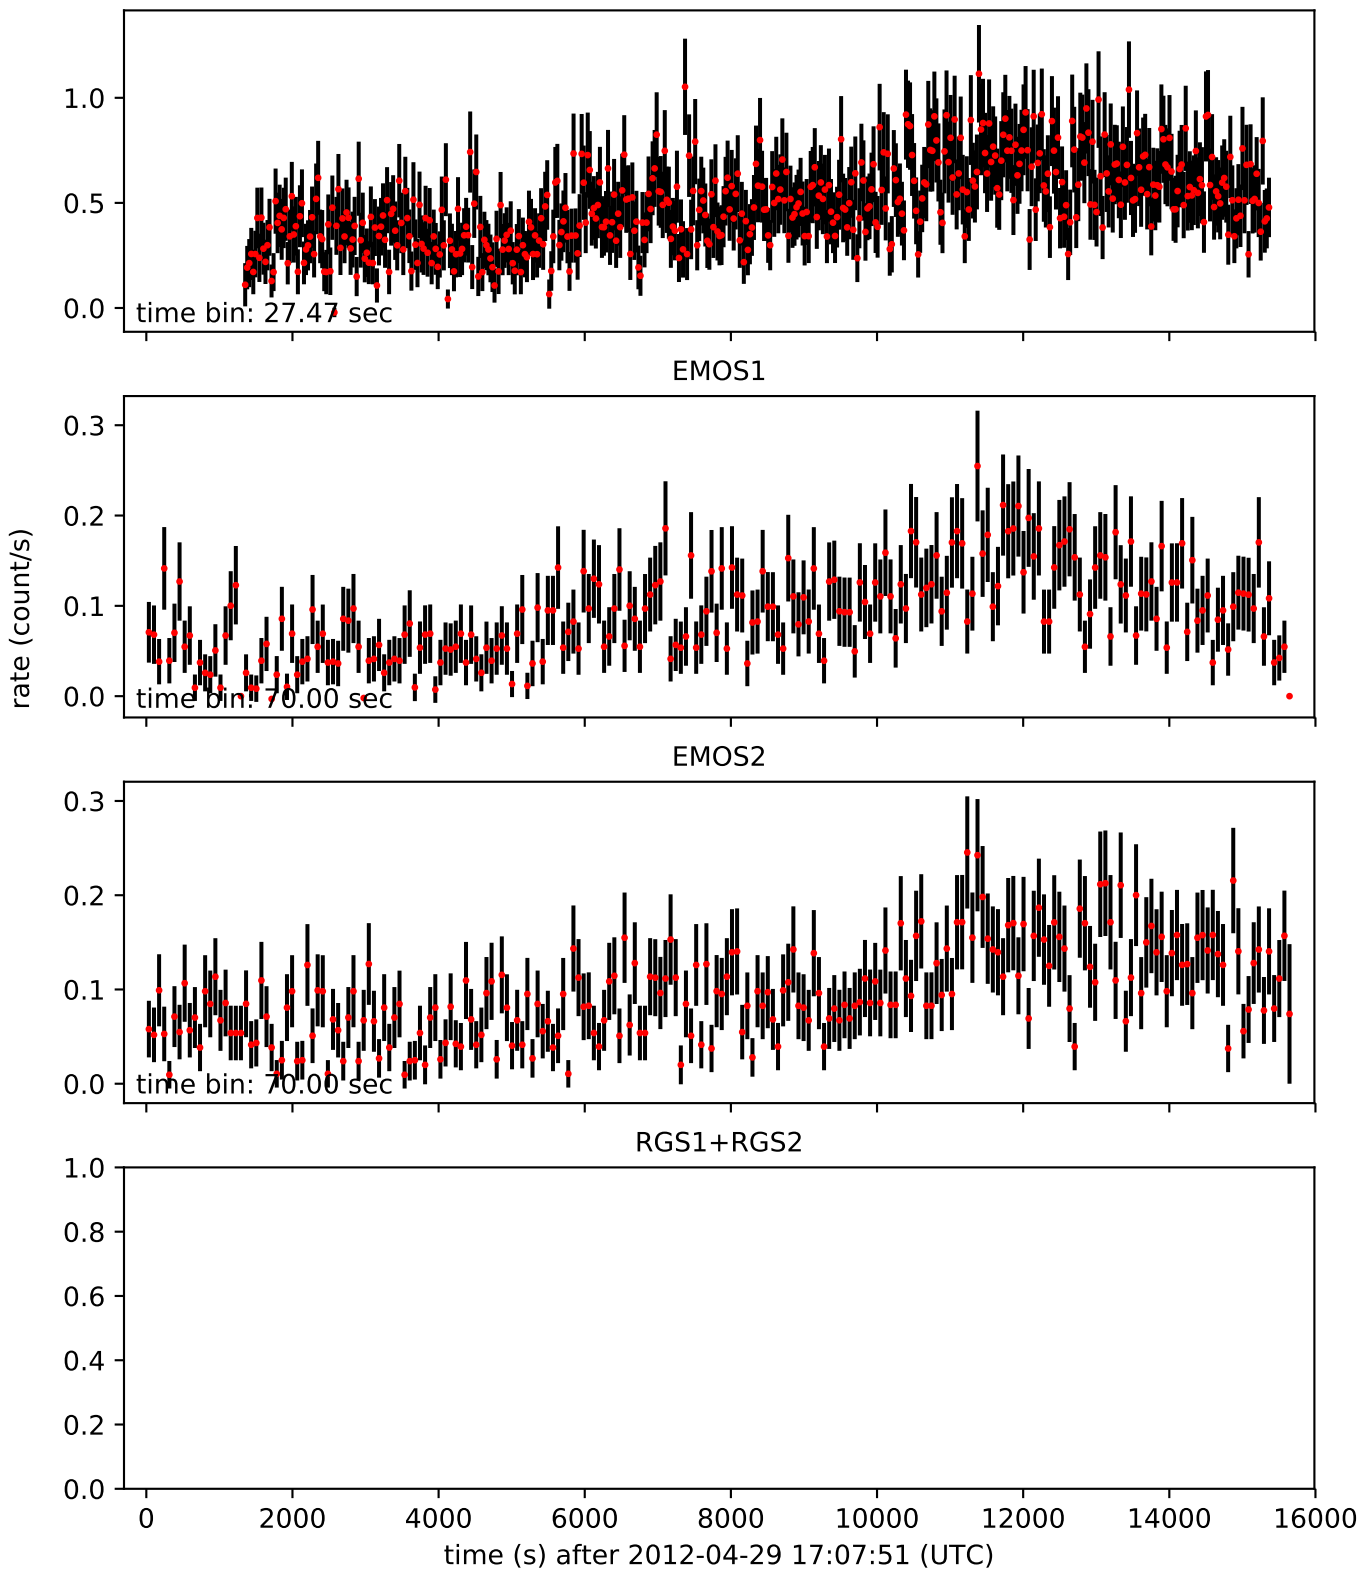 1.0
0.5
0.0
time bin: 27.47 sec
EMOS1
0.3
0.2
0.1
0.0
time bin: 70.00 sec
rate (count/s)
EMOS2
0.3
0.2
0.1
0.0
time bin: 70.00 sec
RGS1+RGS2
1.0
0.8
0.6
0.4
0.2
0.0
0 2000 4000 6000 8000 10000 12000 14000 16000
time (s) after 2012-04-29 17:07:51 (UTC)